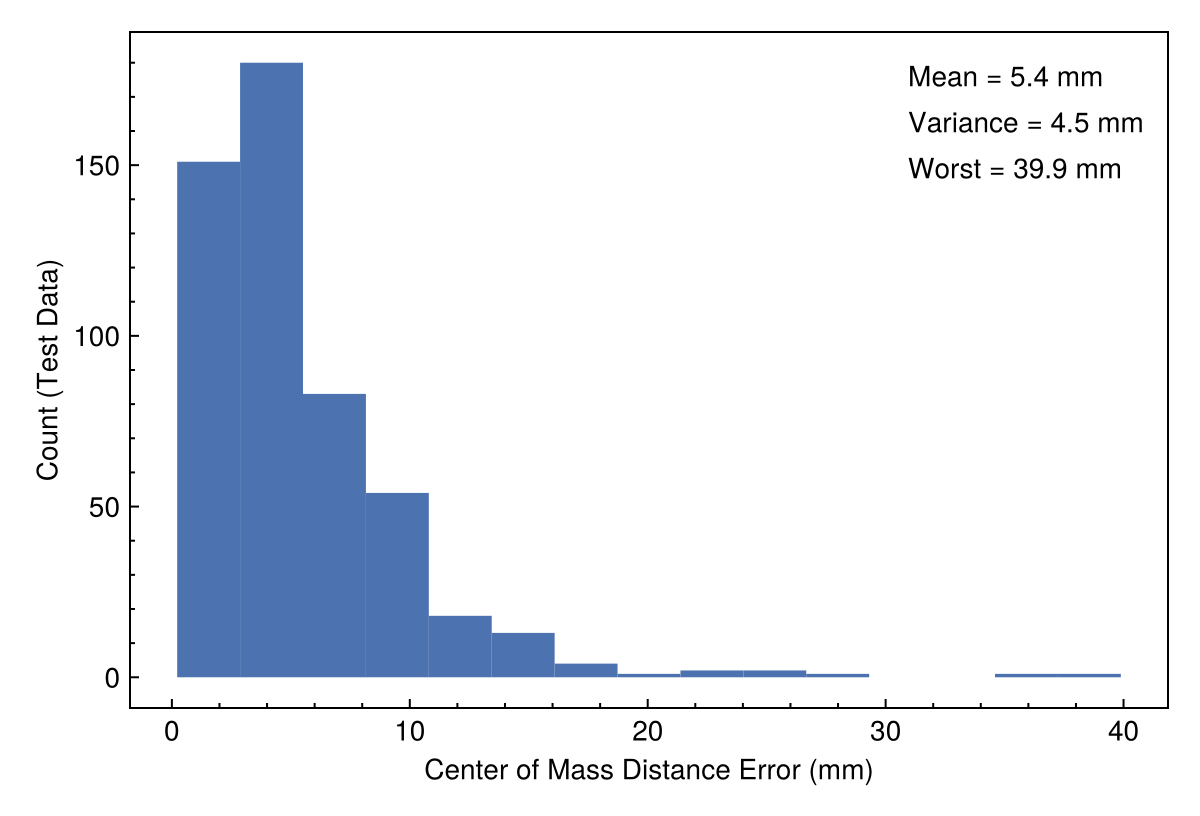 Mean = 5.4 mm
Variance = 4.5 mm
Worst = 39.9 mm
150
100
50
0
Count (Test Data)
0 10 20 30 40
Center of Mass Distance Error (mm)